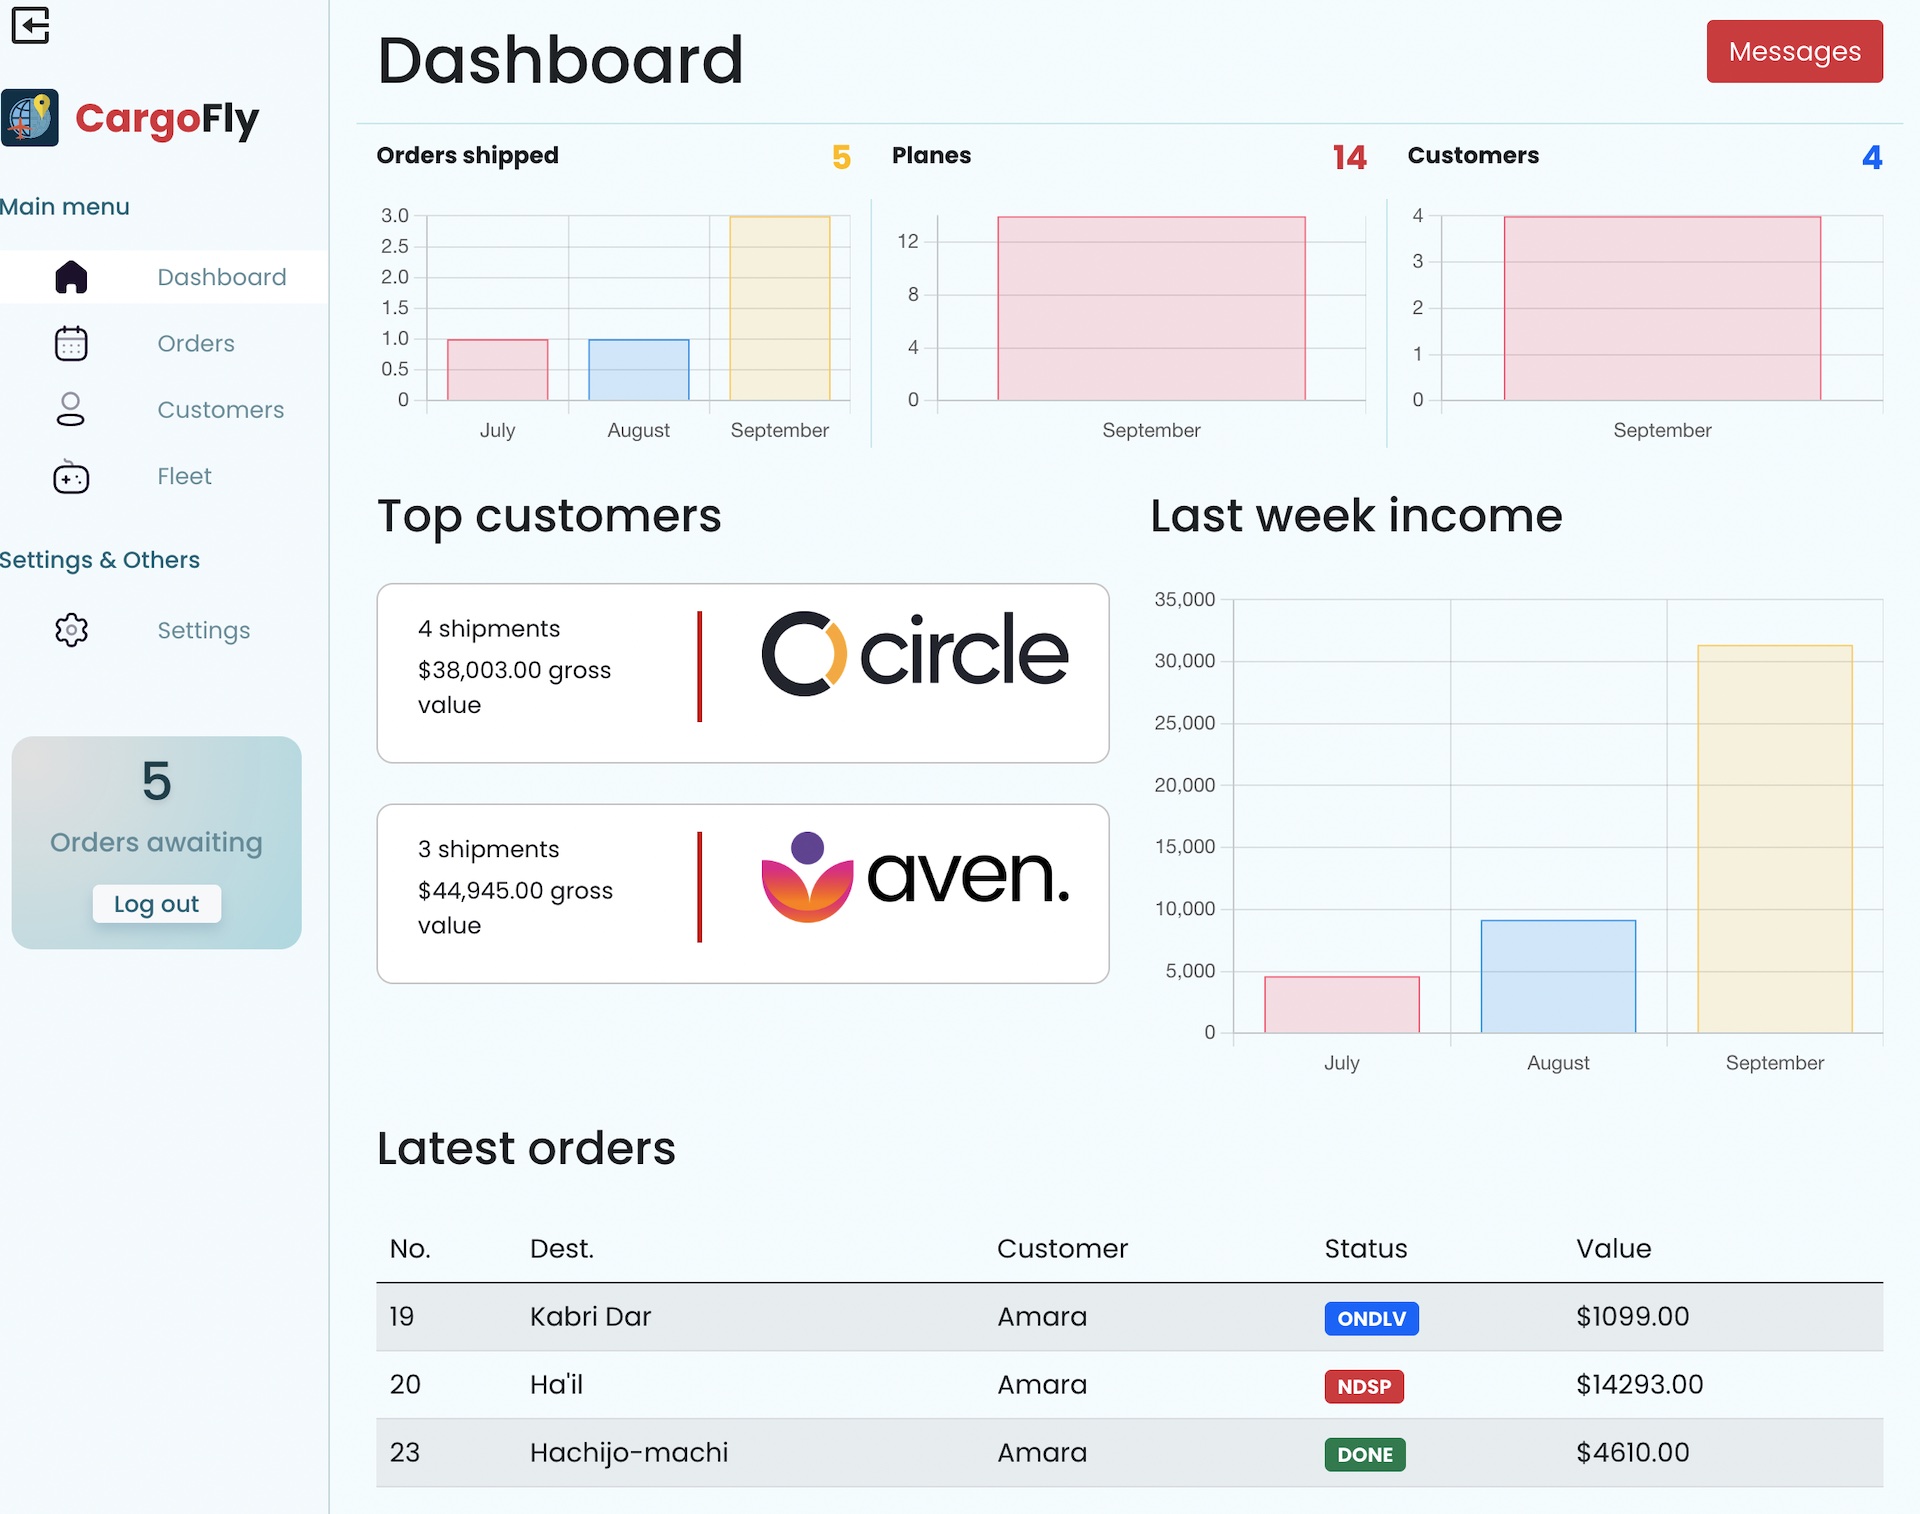 CargoFly
Main menu
Dashboard
Orders
Customers
Fleet
Settings & Others
Settings
5
Orders awaiting
Log out
Dashboard
Messages
Orders shipped 5
3.0
2.5
2.0
1.5
1.0
0.5
0
July August September
Planes 14
12
8
4
0
September
Customers 4
4
3
2
1
0
September
Top customers
4 shipments
$38,003.00 gross
value
circle
3 shipments
$44,945.00 gross
value
aven.
Last week income
35,000
30,000
25,000
20,000
15,000
10,000
5,000
0
July August September
Latest orders
No. Dest. Customer Status Value
19 Kabri Dar Amara ONDLV $1099.00
20 Ha'il Amara NDSP $14293.00
23 Hachijo-machi Amara DONE $4610.00